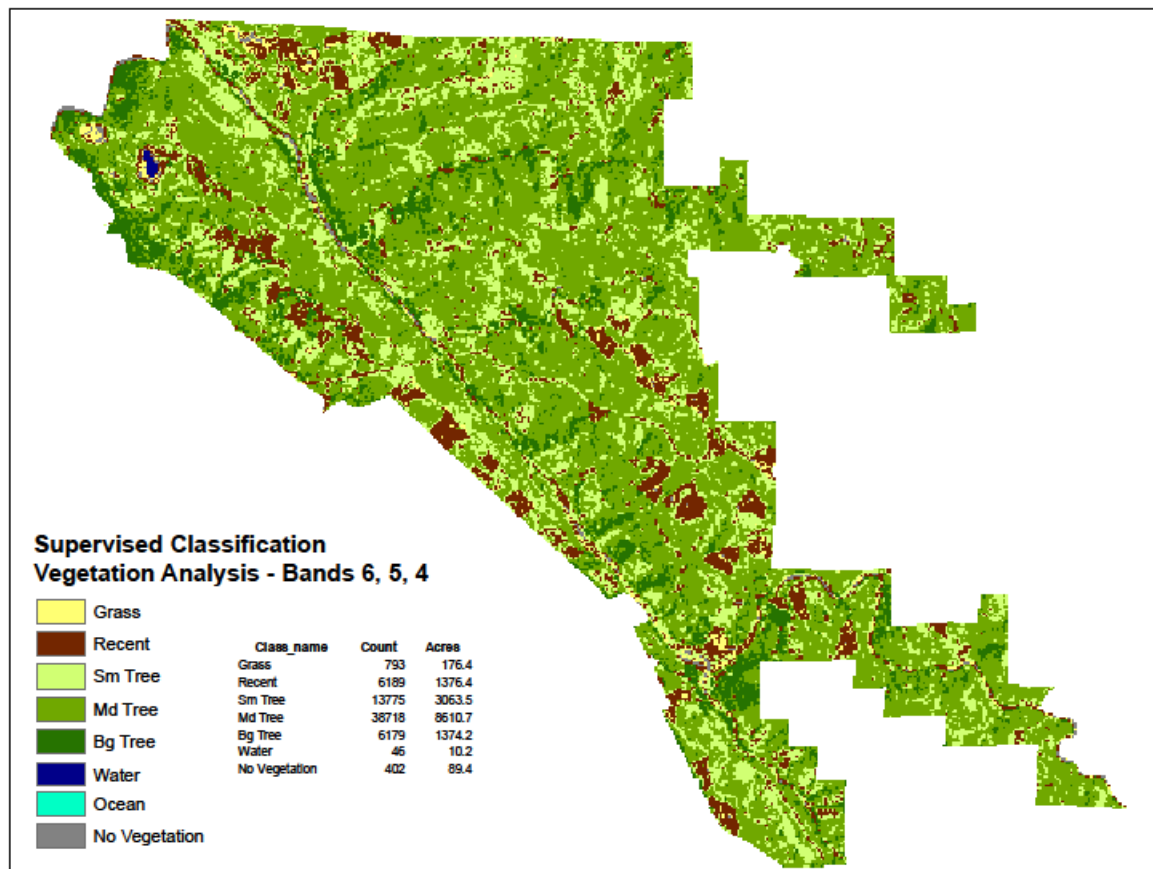 Supervised Classification
Vegetation Analysis - Bands 6, 5, 4
Grass
Recent
Sm Tree
Md Tree
Bg Tree
Water
Ocean
No Vegetation
Class_name Count Acres
Grass 793 176.4
Recent 6189 1376.4
Sm Tree 13775 3063.5
Md Tree 38718 8610.7
Bg Tree 6179 1374.2
Water 46 10.2
No Vegetation 402 89.4